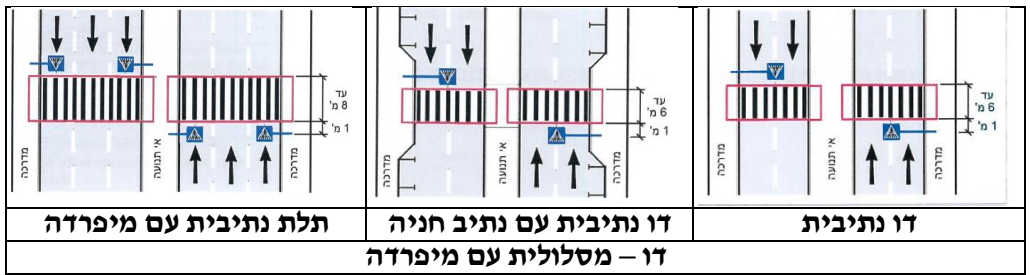 עד
6 מ'
1 מ'
מדרכה
אי תנועה
מדרכה
עד
6 מ'
1 מ'
מדרכה
אי תנועה
מדרכה
עד
8 מ'
1 מ'
מדרכה
אי תנועה
מדרכה
דו נתיבית
דו נתיבית עם נתיב חניה
תלת נתיבית עם מיפרדה
דו – מסלולית עם מיפרדה